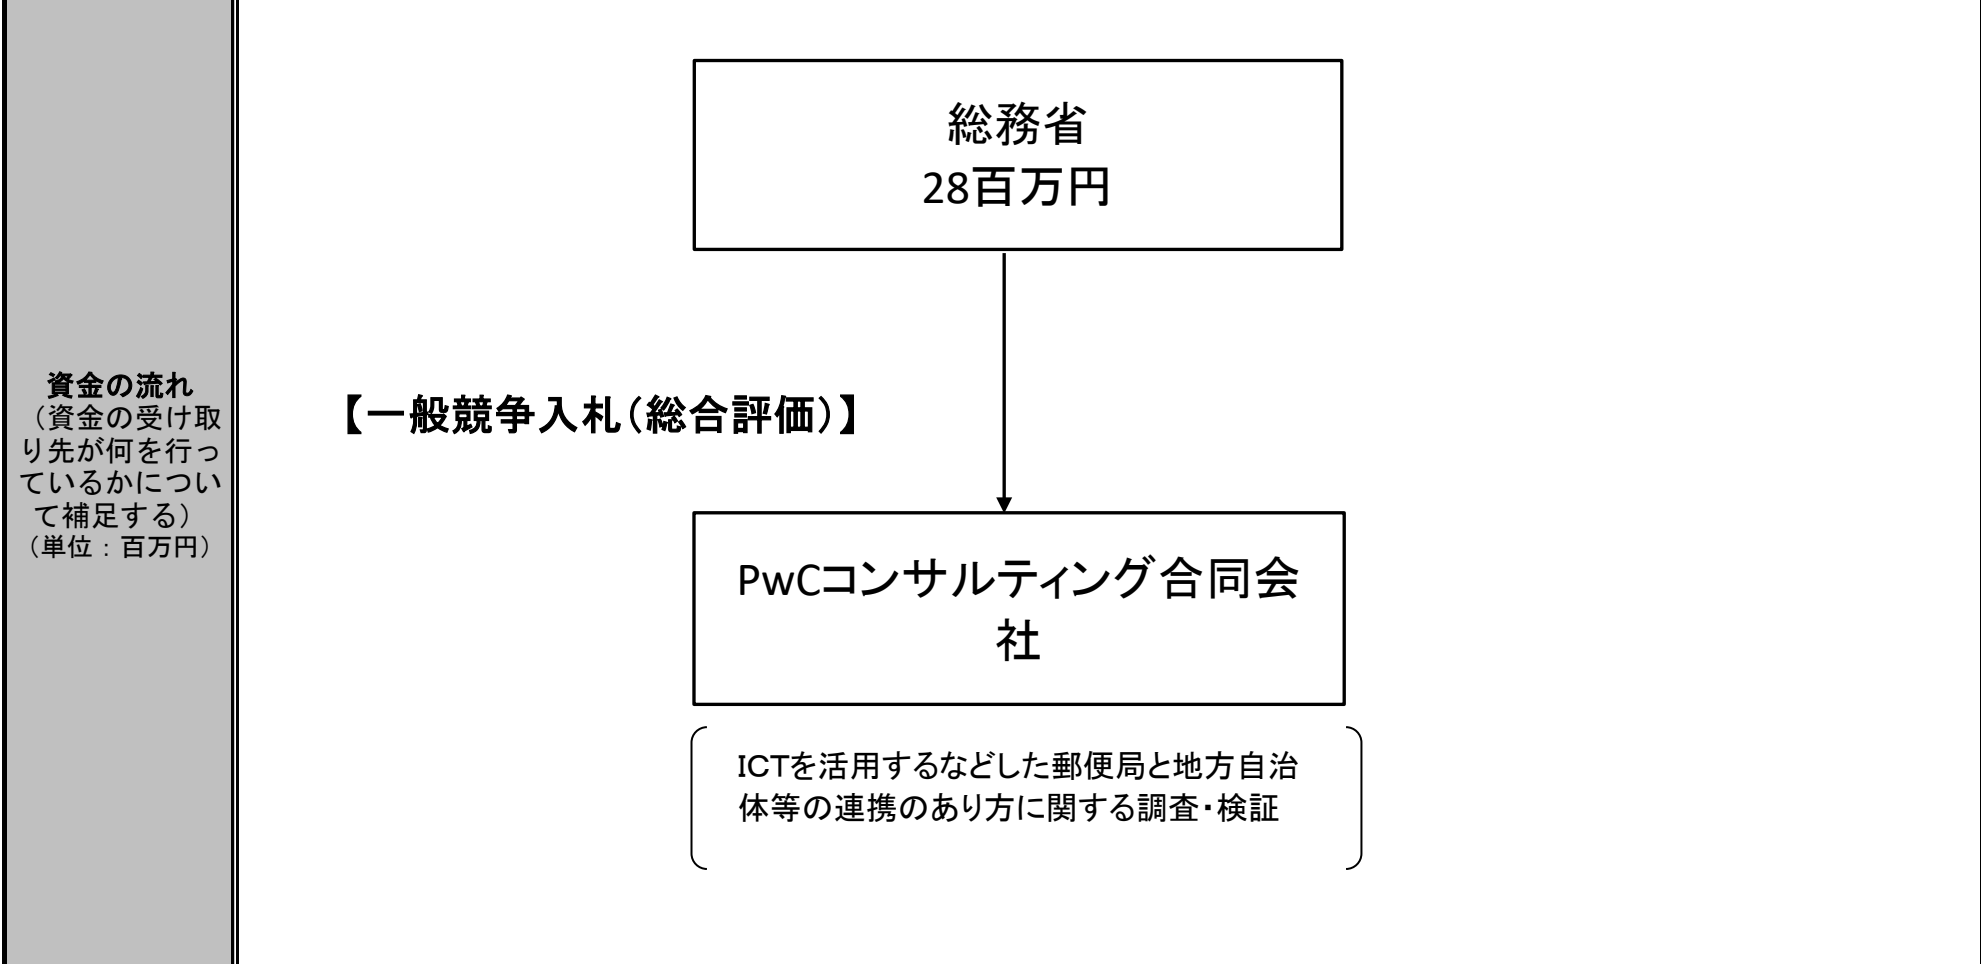 資金の流れ
（資金の受け取
り先が何を行っ
ているかについ
て補足する）
（単位：百万円）
総務省
28百万円
【一般競争入札（総合評価）】
PwCコンサルティング合同会
社
ICTを活用するなどした郵便局と地方自治
体等の連携のあり方に関する調査・検証